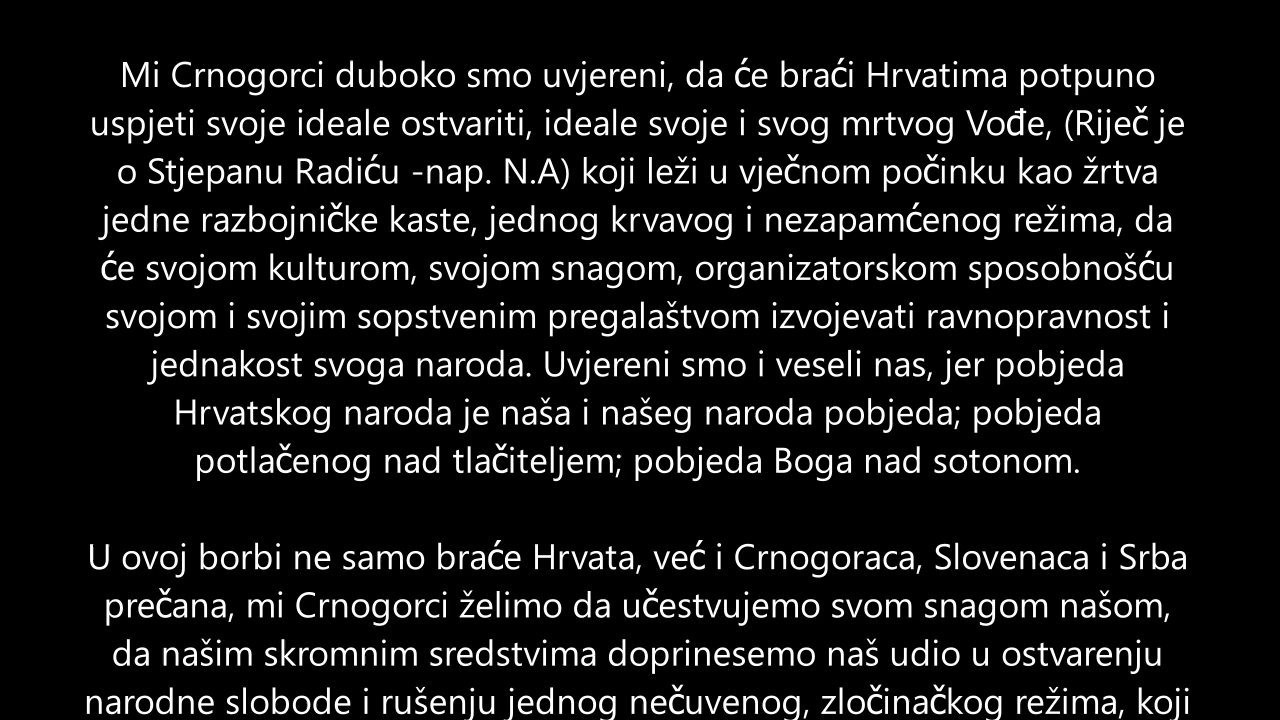 Mi Crnogorci duboko smo uvjereni, da će braći Hrvatima potpuno
uspjeti svoje ideale ostvariti, ideale svoje i svog mrtvog Vođe, (Riječ je
o Stjepanu Radiću -nap. N.A) koji leži u vječnom počinku kao žrtva
jedne razbojničke kaste, jednog krvavog i nezapamćenog režima, da
će svojom kulturom, svojom snagom, organizatorskom sposobnošću
svojom i svojim sopstvenim pregalaštvom izvojevati ravnopravnost i
jednakost svoga naroda. Uvjereni smo i veseli nas, jer pobjeda
Hrvatskog naroda je naša i našeg naroda pobjeda; pobjeda
potlačenog nad tlačiteljem; pobjeda Boga nad sotonom.
U ovoj borbi ne samo braće Hrvata, već i Crnogoraca, Slovenaca i Srba
prečana, mi Crnogorci želimo da učestvujemo svom snagom našom,
da našim skromnim sredstvima doprinesemo naš udio u ostvarenju
narodne slobode i rušenju jednog nečuvenog, zločinačkog režima, koji